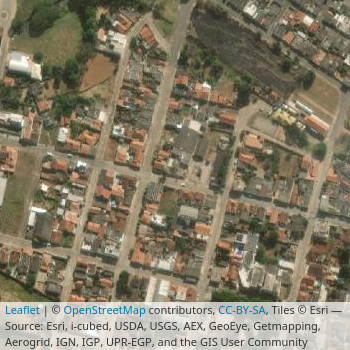 Leaflet | © OpenStreetMap contributors, CC-BY-SA, Tiles © Esri —
Source: Esri, i-cubed, USDA, USGS, AEX, GeoEye, Getmapping,
Aerogrid, IGN, IGP, UPR-EGP, and the GIS User Community